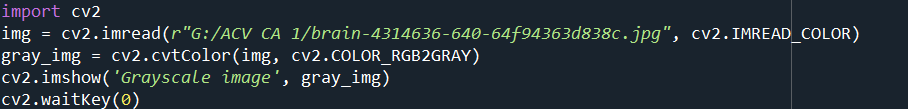 import cv2
img = cv2.imread(r"G:/ACV CA 1/brain-4314636-640-64f94363d838c.jpg", cv2.IMREAD_COLOR)
gray_img = cv2.cvtColor(img, cv2.COLOR_RGB2GRAY)
cv2.imshow('Grayscale image', gray_img)
cv2.waitKey(0)